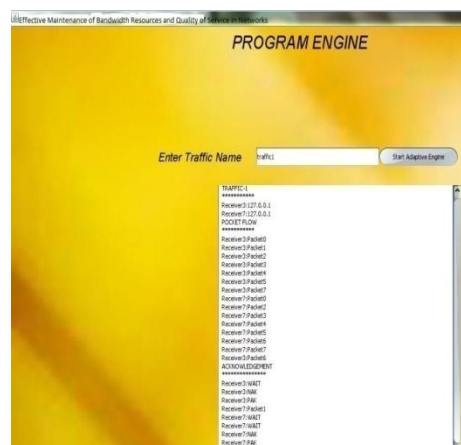 Effective Maintenance of Bandwidth Resources and Quality of Service in Networks
PROGRAM ENGINE
Enter Traffic Name
traffic1
Start Adaptive Engine
TRAFFIC-1
***********
Receiver3:127.0.0.1
Receiver7:127.0.0.1
POCKET FLOW
***********
Receiver3:Packet0
Receiver3:Packet1
Receiver3:Packet2
Receiver3:Packet3
Receiver3:Packet4
Receiver3:Packet5
Receiver3:Packet7
Receiver7:Packet0
Receiver7:Packet2
Receiver7:Packet3
Receiver7:Packet4
Receiver7:Packet5
Receiver7:Packet6
Receiver7:Packet7
Receiver3:Packet6
ACKNOWLEDGEMENT
***************
Receiver3:WAIT
Receiver3:NAK
Receiver3:PAK
Receiver7:Packet1
Receiver7:WAIT
Receiver7:WAIT
Receiver7:NAK
Receiver7:PAK